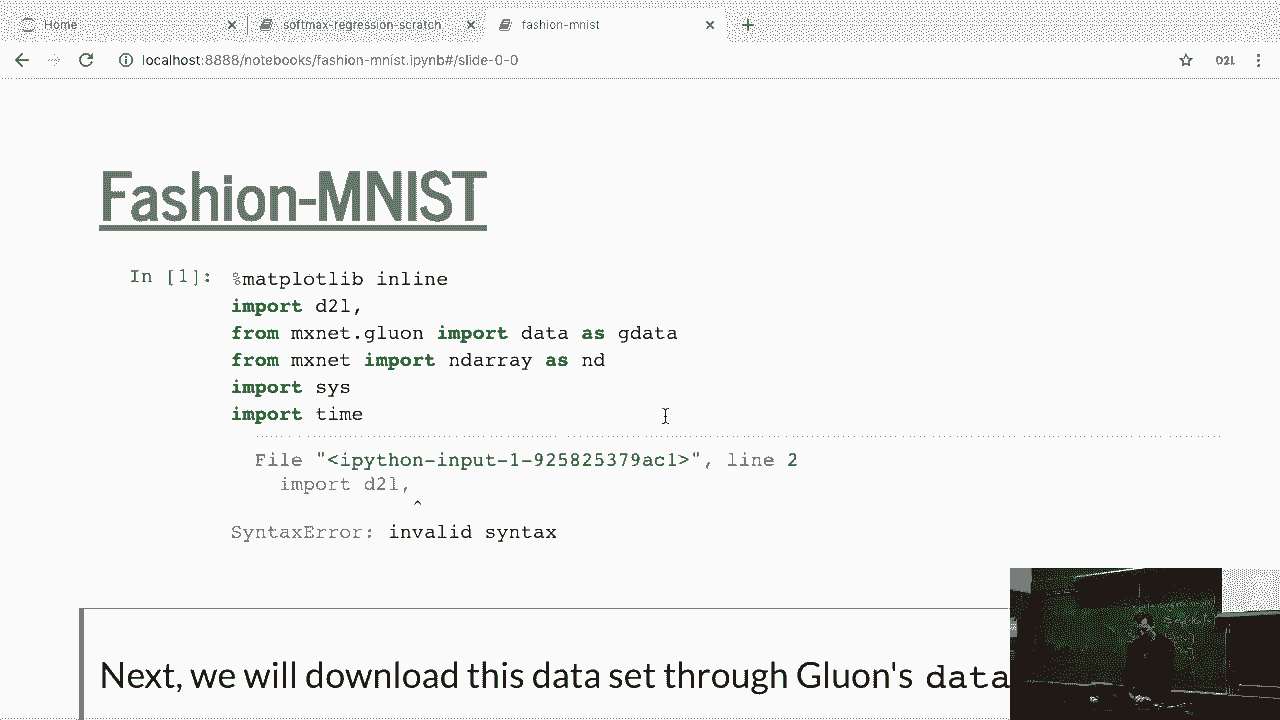 Home
softmax-regression-scratch
fashion-mnist
localhost:8888/notebooks/fashion-mnist.ipynb#/slide-0-0
D2L
Fashion-MNIST
In [1]:
%matplotlib inline
import d2l,
from mxnet.gluon import data as gdata
from mxnet import ndarray as nd
import sys
import time
File "<ipython-input-1-925825379ac1>", line 2
import d2l,
^
SyntaxError: invalid syntax
Next, we will download this data set through Gluon's data